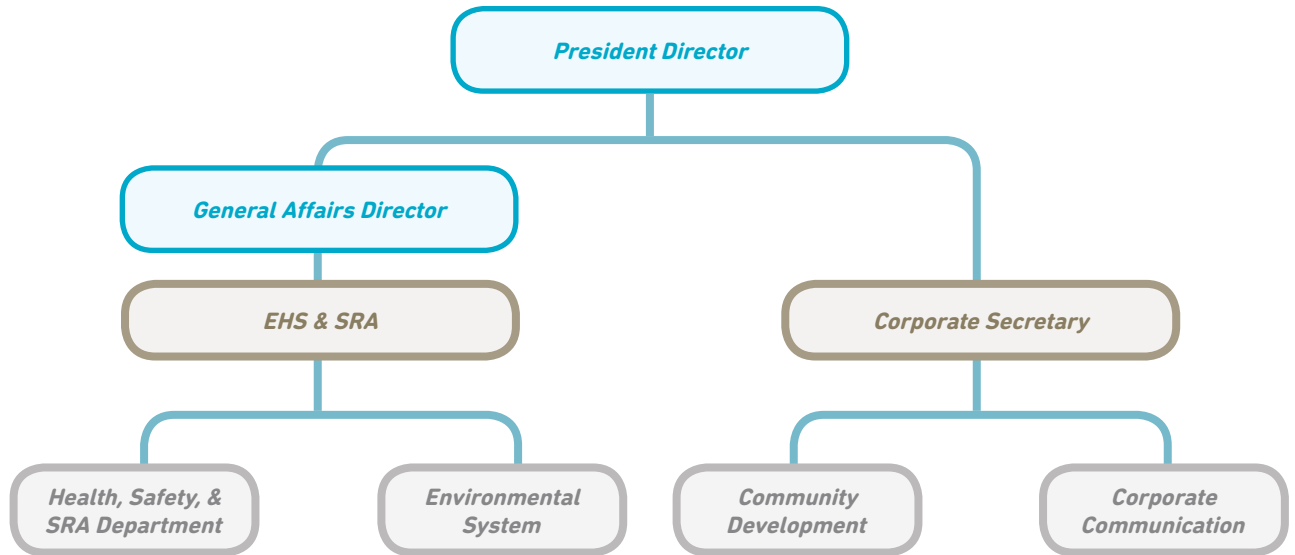 President Director
General Affairs Director
EHS & SRA
Corporate Secretary
Health, Safety, &
SRA Department
Environmental
System
Community
Development
Corporate
Communication